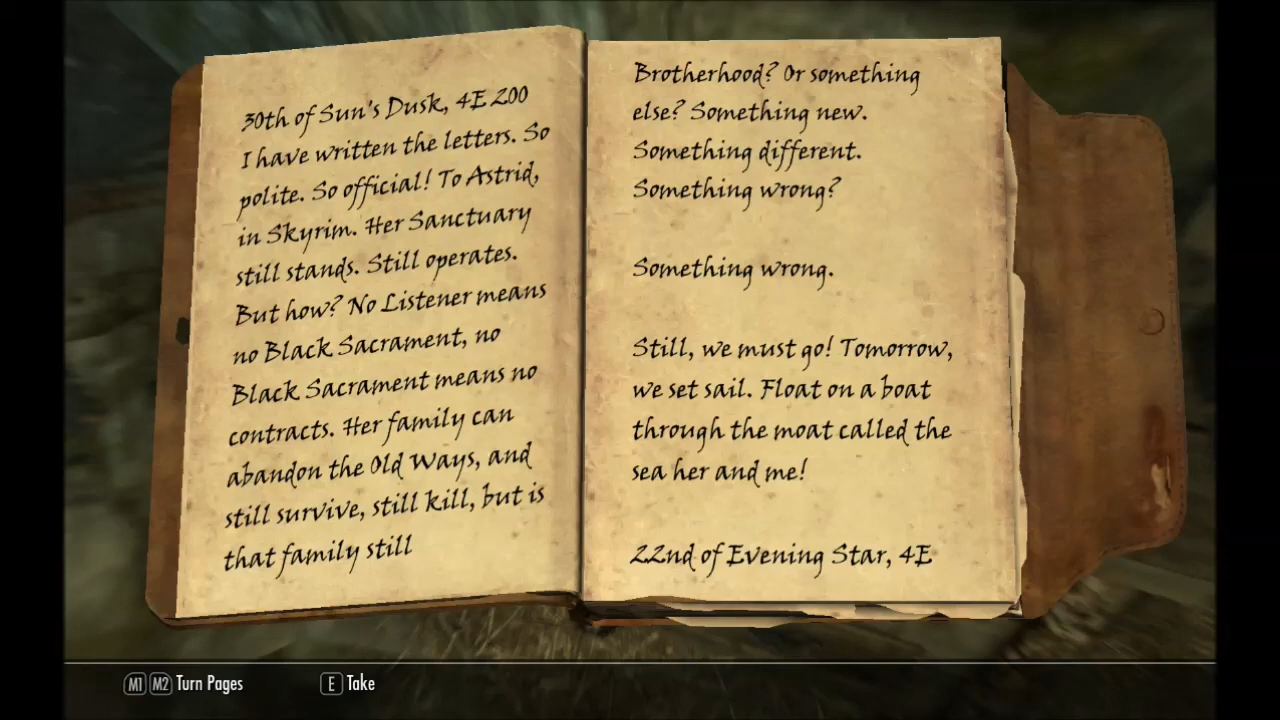 30th of Sun's Dusk, 4E 200
I have written the letters. So
polite. So official! To Astrid,
in Skyrim. Her Sanctuary
still stands. Still operates.
But how? No Listener means
no Black Sacrament, no
Black Sacrament means no
contracts. Her family can
abandon the Old Ways, and
still survive, still kill, but is
that family still
Brotherhood? Or something
else? Something new.
Something different.
Something wrong?
Something wrong.
Still, we must go! Tomorrow,
we set sail. Float on a boat
through the moat called the
sea her and me!
22nd of Evening Star, 4E
M1 M2 Turn Pages E Take